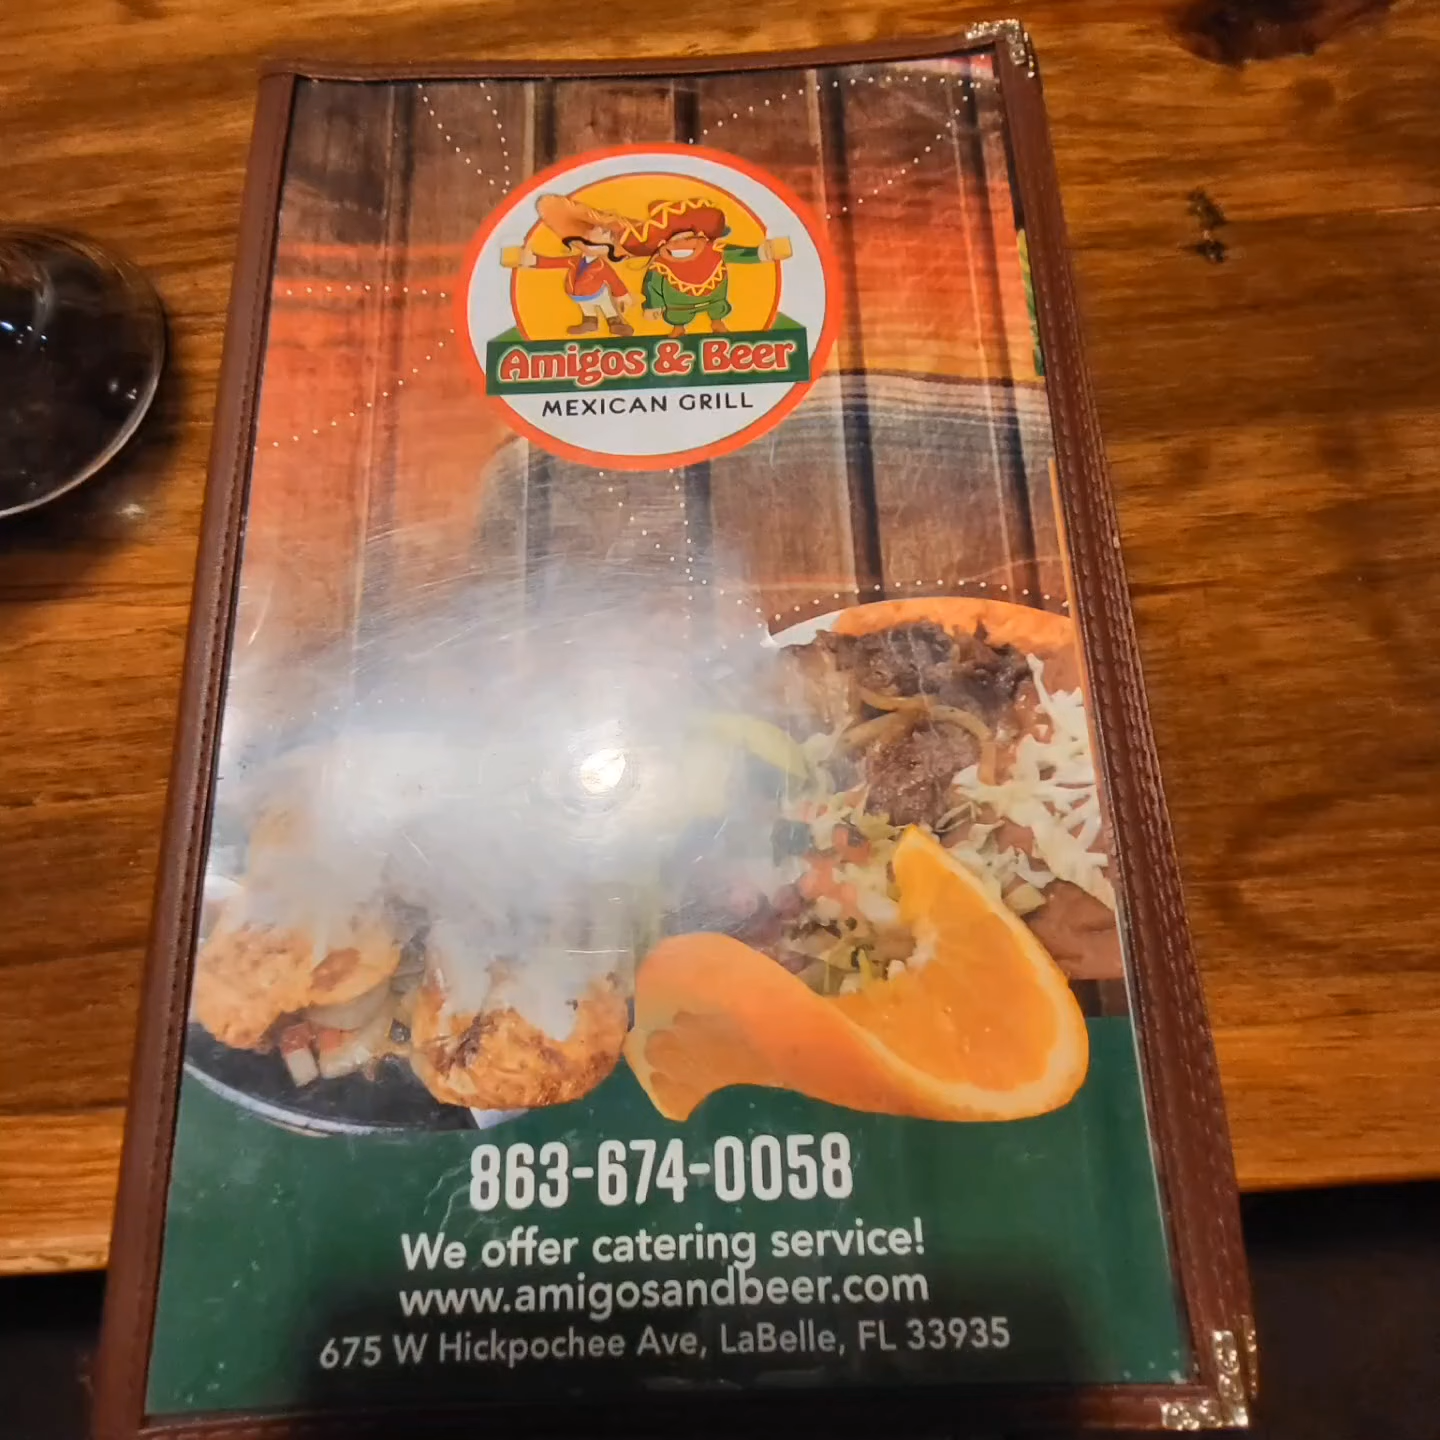 Amigos & Beer
MEXICAN GRILL
863-674-0058
We offer catering service!
www.amigosandbeer.com
675 W Hickpochee Ave, LaBelle, FL 33935